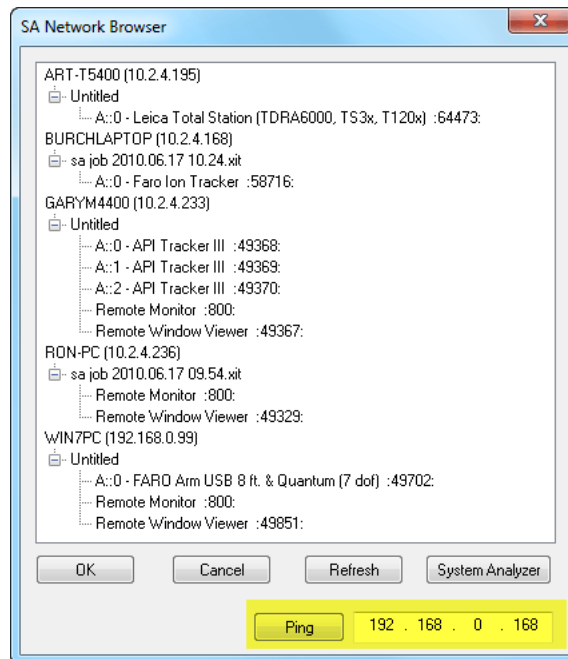 SA Network Browser
ART-T5400 (10.2.4.195)
Untitled
A::0 - Leica Total Station (TDRA6000, TS3x, T120x) :64473:
BURCHLAPTOP (10.2.4.168)
sa job 2010.06.17 10.24.xit
A::0 - Faro Ion Tracker :58716:
GARYM4400 (10.2.4.233)
Untitled
A::0 - API Tracker III :49368:
A::1 - API Tracker III :49369:
A::2 - API Tracker III :49370:
Remote Monitor :800:
Remote Window Viewer :49367:
RON-PC (10.2.4.236)
sa job 2010.06.17 09.54.xit
Remote Monitor :800:
Remote Window Viewer :49329:
WIN7PC (192.168.0.99)
Untitled
A::0 - FARO Arm USB 8 ft. & Quantum (7 dof) :49702:
Remote Monitor :800:
Remote Window Viewer :49851:
OK Cancel Refresh System Analyzer
Ping 192 . 168 . 0 . 168